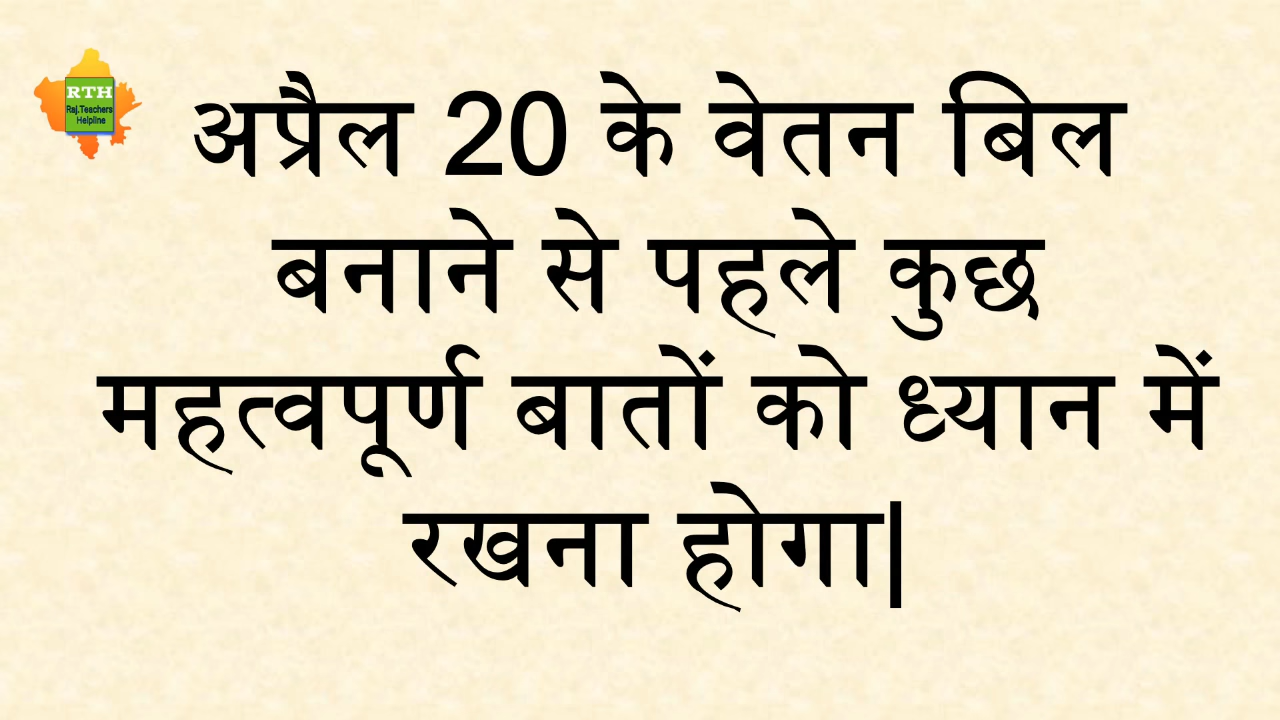 RTH
Raj.Teachers
Helpline
अप्रैल 20 के वेतन बिल
बनाने से पहले कुछ
महत्वपूर्ण बातों को ध्यान में
रखना होगा|